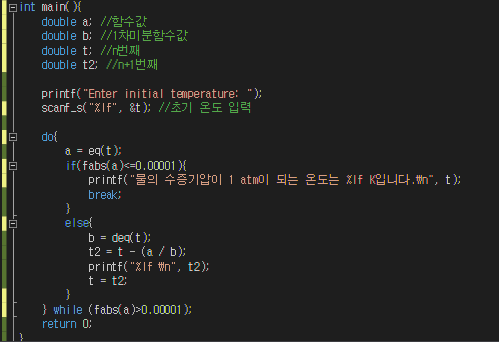 int main(){
double a; //함수값
double b; //1차미분함수값
double t; //n번째
double t2; //n+1번째
printf("Enter initial temperature: ");
scanf_s("%lf", &t); //초기 온도 입력
do{
a = eq(t);
if(fabs(a)<=0.00001){
printf("물의 수증기압이 1 atm이 되는 온도는 %lf K입니다.₩n", t);
break;
}
else{
b = deq(t);
t2 = t - (a / b);
printf("%lf ₩n", t2);
t = t2;
}
} while (fabs(a)>0.00001);
return 0;
}